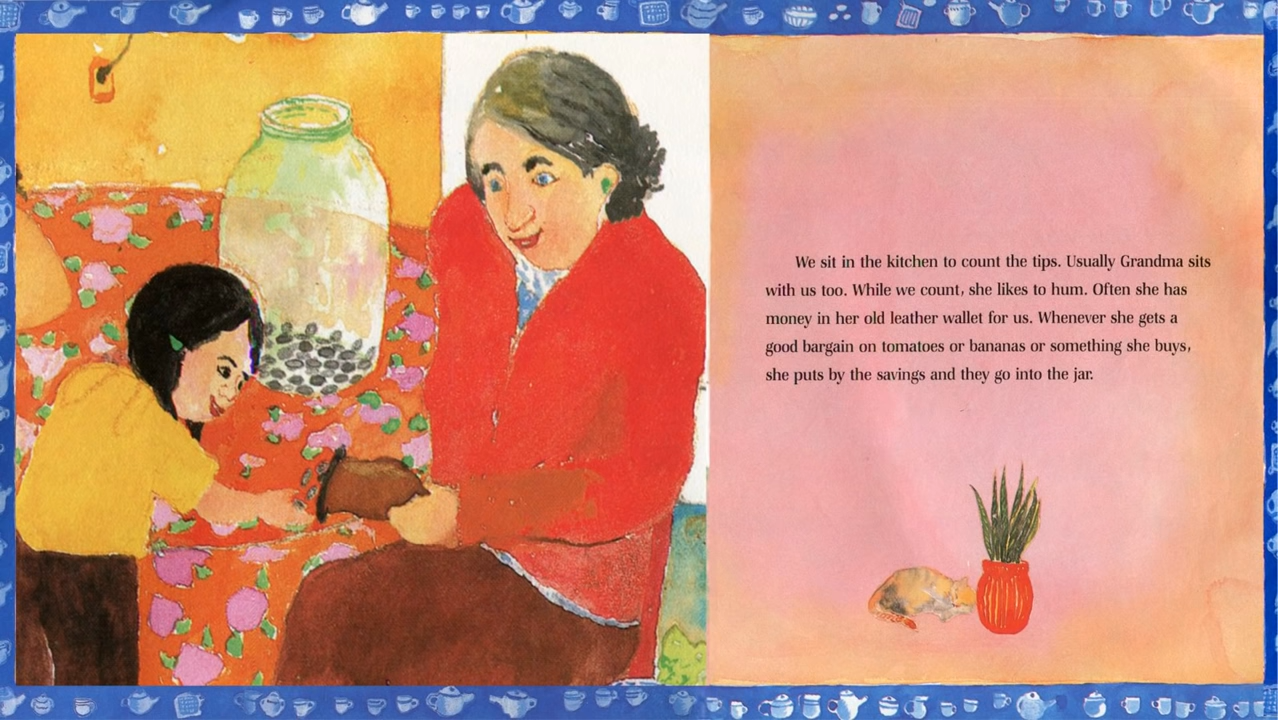 We sit in the kitchen to count the tips. Usually Grandma sits
with us too. While we count, she likes to hum. Often she has
money in her old leather wallet for us. Whenever she gets a
good bargain on tomatoes or bananas or something she buys,
she puts by the savings and they go into the jar.